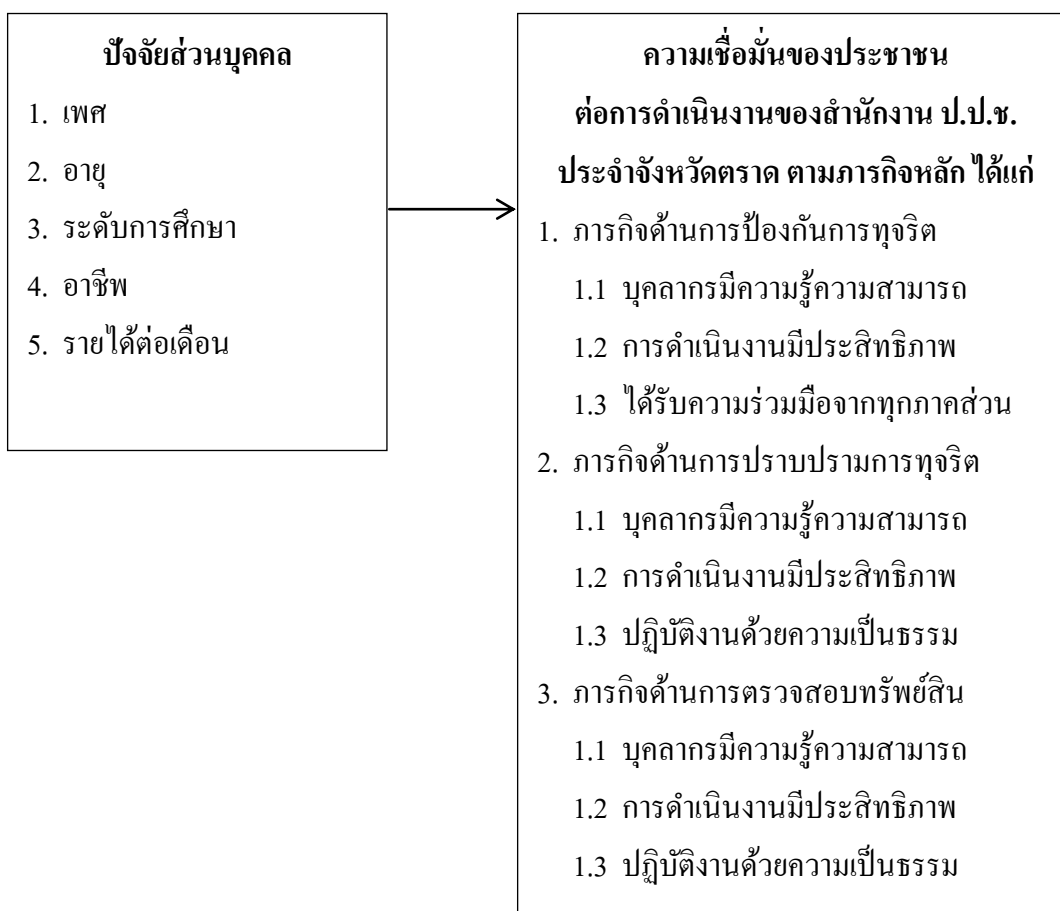 ปัจจัยส่วนบุคคล
1. เพศ
2. อายุ
3. ระดับการศึกษา
4. อาชีพ
5. รายได้ต่อเดือน
ความเชื่อมั่นของประชาชน
ต่อการดำเนินงานของสำนักงาน ป.ป.ช.
ประจำจังหวัดตราด ตามภารกิจหลัก ได้แก่
1. ภารกิจด้านการป้องกันการทุจริต
1.1 บุคลากรมีความรู้ความสามารถ
1.2 การดำเนินงานมีประสิทธิภาพ
1.3 ได้รับความร่วมมือจากทุกภาคส่วน
2. ภารกิจด้านการปราบปรามการทุจริต
1.1 บุคลากรมีความรู้ความสามารถ
1.2 การดำเนินงานมีประสิทธิภาพ
1.3 ปฏิบัติงานด้วยความเป็นธรรม
3. ภารกิจด้านการตรวจสอบทรัพย์สิน
1.1 บุคลากรมีความรู้ความสามารถ
1.2 การดำเนินงานมีประสิทธิภาพ
1.3 ปฏิบัติงานด้วยความเป็นธรรม